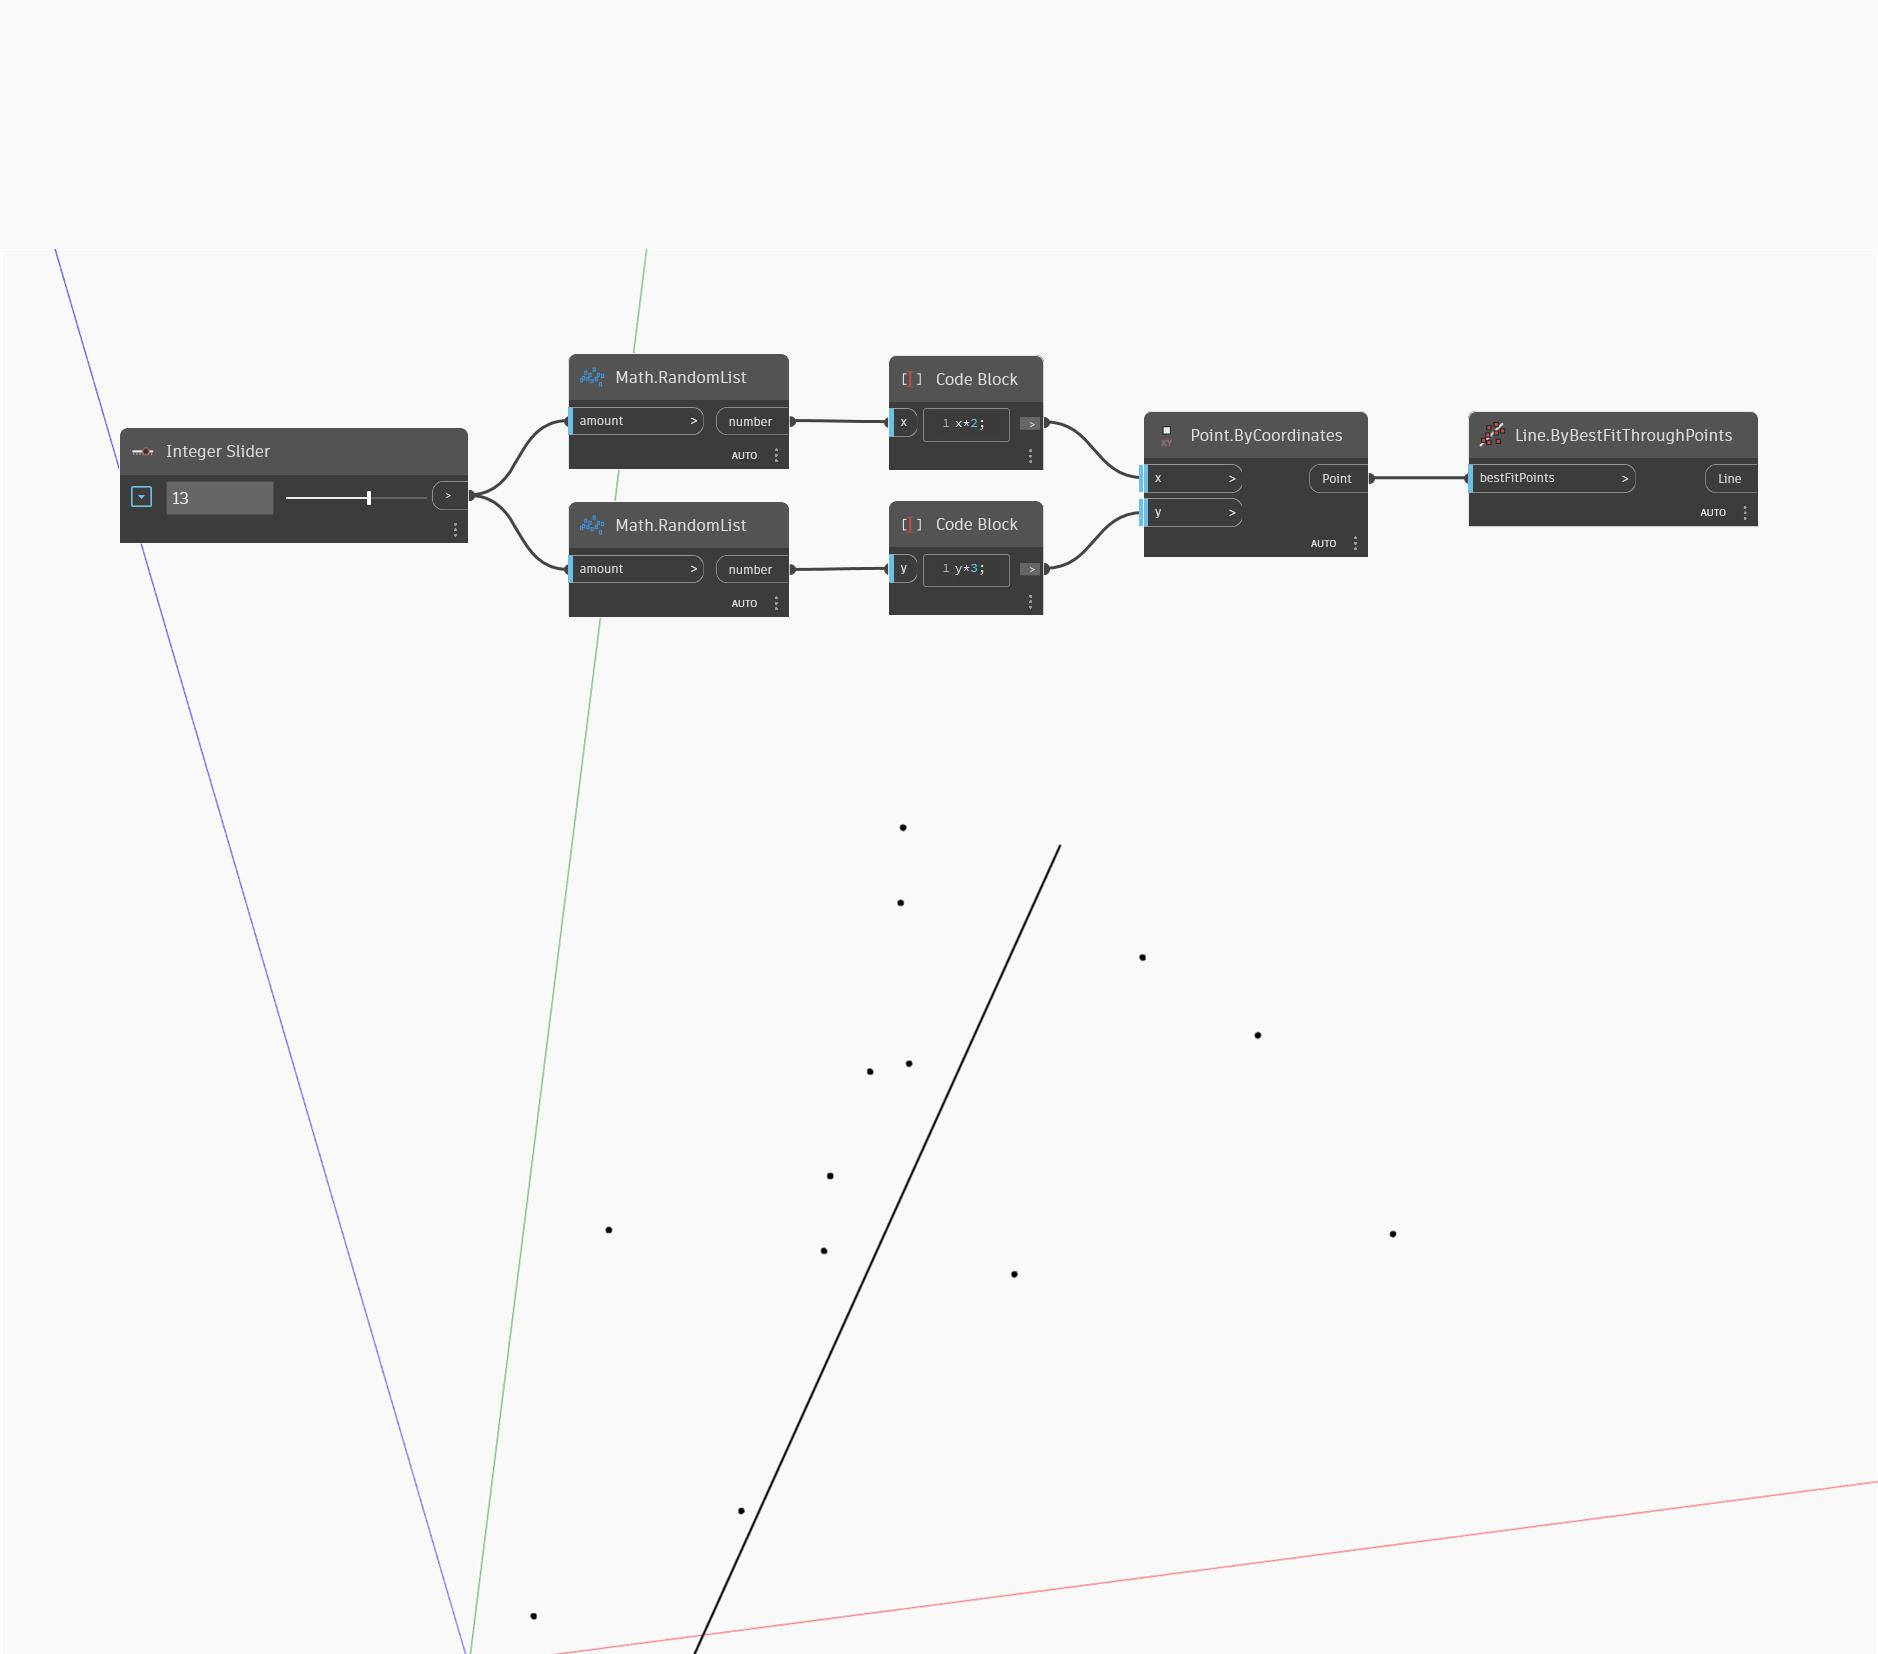 Integer Slider
13
>
Math.RandomList
amount > number
AUTO
Math.RandomList
amount > number
AUTO
Code Block
x 1 x*2; >
Code Block
y 1 y*3; >
XY Point.ByCoordinates
x > Point
y >
AUTO
Line.ByBestFitThroughPoints
bestFitPoints > Line
AUTO